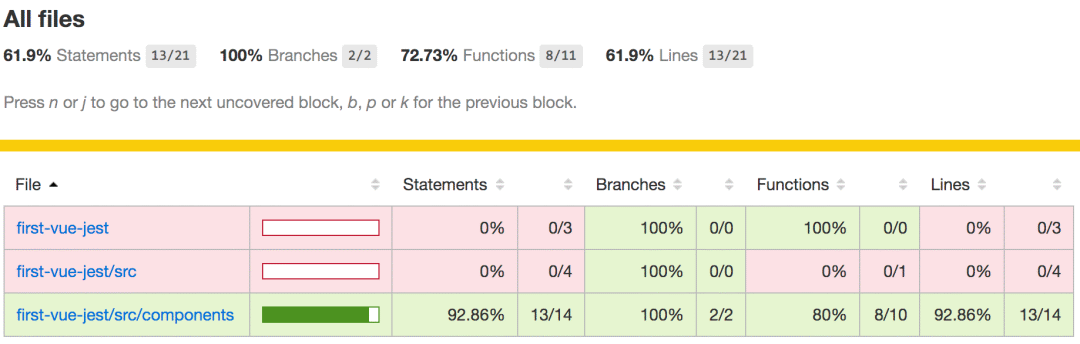 All files
61.9% Statements 13/21 100% Branches 2/2 72.73% Functions 8/11 61.9% Lines 13/21
Press n or j to go to the next uncovered block, b, p or k for the previous block.
File Statements Branches Functions Lines
first-vue-jest 0% 0/3 100% 0/0 100% 0/0 0% 0/3
first-vue-jest/src 0% 0/4 100% 0/0 0% 0/1 0% 0/4
first-vue-jest/src/components 92.86% 13/14 100% 2/2 80% 8/10 92.86% 13/14